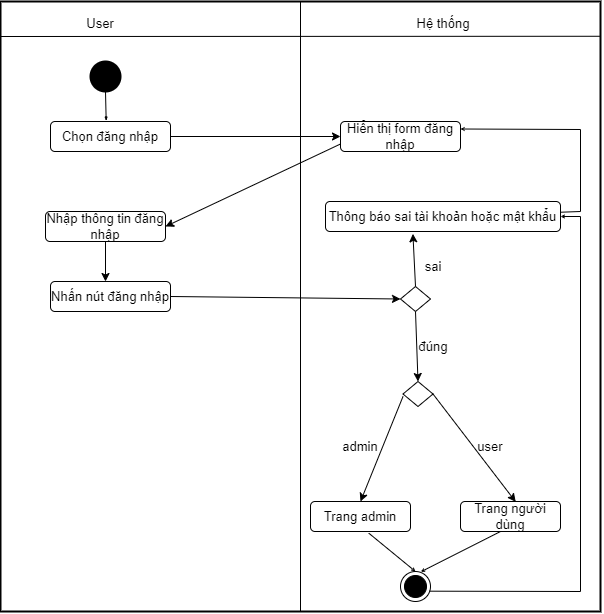 User
Hệ thống
Chọn đăng nhập
Hiển thị form đăng
nhập
Nhập thông tin đăng
nhập
Thông báo sai tài khoản hoặc mật khẩu
sai
Nhấn nút đăng nhập
đúng
admin
user
Trang admin
Trang người
dùng